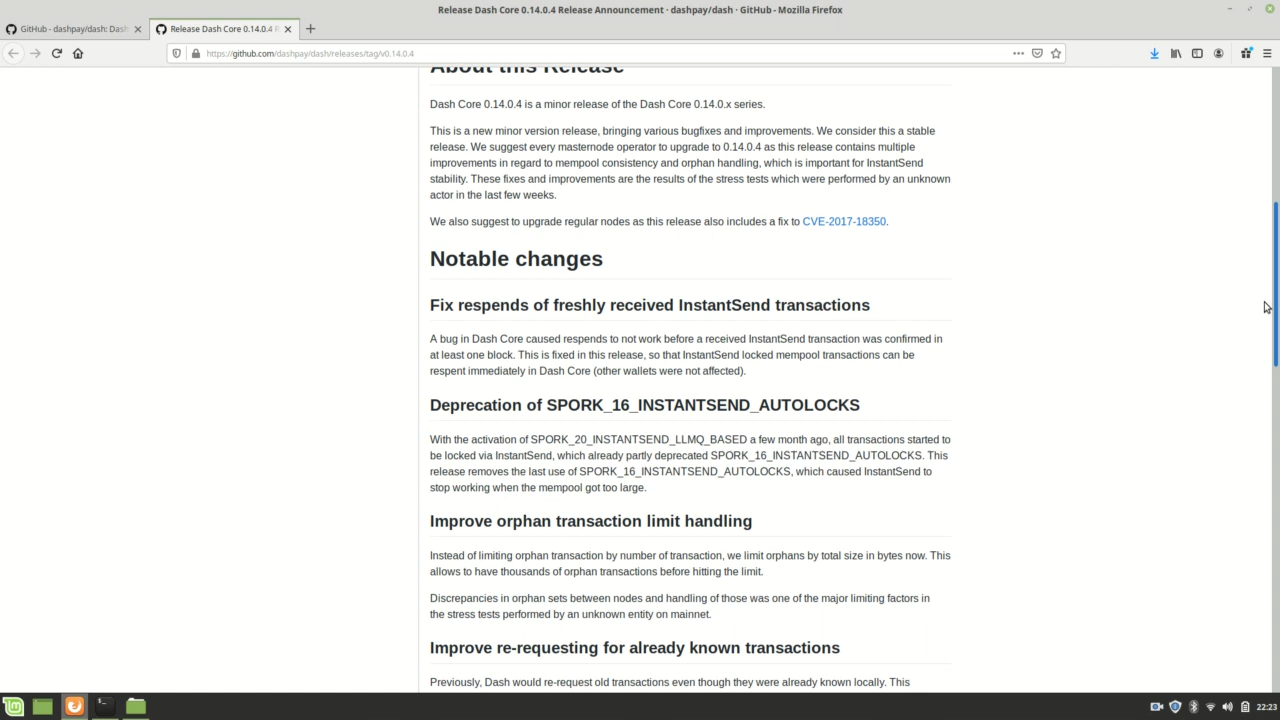 Release Dash Core 0.14.0.4 Release Announcement · dashpay/dash · GitHub - Mozilla Firefox
GitHub - dashpay/dash: Dash
Release Dash Core 0.14.0.4 R
https://github.com/dashpay/dash/releases/tag/v0.14.0.4
About this Release
Dash Core 0.14.0.4 is a minor release of the Dash Core 0.14.0.x series.
This is a new minor version release, bringing various bugfixes and improvements. We consider this a stable
release. We suggest every masternode operator to upgrade to 0.14.0.4 as this release contains multiple
improvements in regard to mempool consistency and orphan handling, which is important for InstantSend
stability. These fixes and improvements are the results of the stress tests which were performed by an unknown
actor in the last few weeks.
We also suggest to upgrade regular nodes as this release also includes a fix to CVE-2017-18350.
Notable changes
Fix respends of freshly received InstantSend transactions
A bug in Dash Core caused respends to not work before a received InstantSend transaction was confirmed in
at least one block. This is fixed in this release, so that InstantSend locked mempool transactions can be
respent immediately in Dash Core (other wallets were not affected).
Deprecation of SPORK_16_INSTANTSEND_AUTOLOCKS
With the activation of SPORK_20_INSTANTSEND_LLMQ_BASED a few month ago, all transactions started to
be locked via InstantSend, which already partly deprecated SPORK_16_INSTANTSEND_AUTOLOCKS. This
release removes the last use of SPORK_16_INSTANTSEND_AUTOLOCKS, which caused InstantSend to
stop working when the mempool got too large.
Improve orphan transaction limit handling
Instead of limiting orphan transaction by number of transaction, we limit orphans by total size in bytes now. This
allows to have thousands of orphan transactions before hitting the limit.
Discrepancies in orphan sets between nodes and handling of those was one of the major limiting factors in
the stress tests performed by an unknown entity on mainnet.
Improve re-requesting for already known transactions
Previously, Dash would re-request old transactions even though they were already known locally. This
22:23